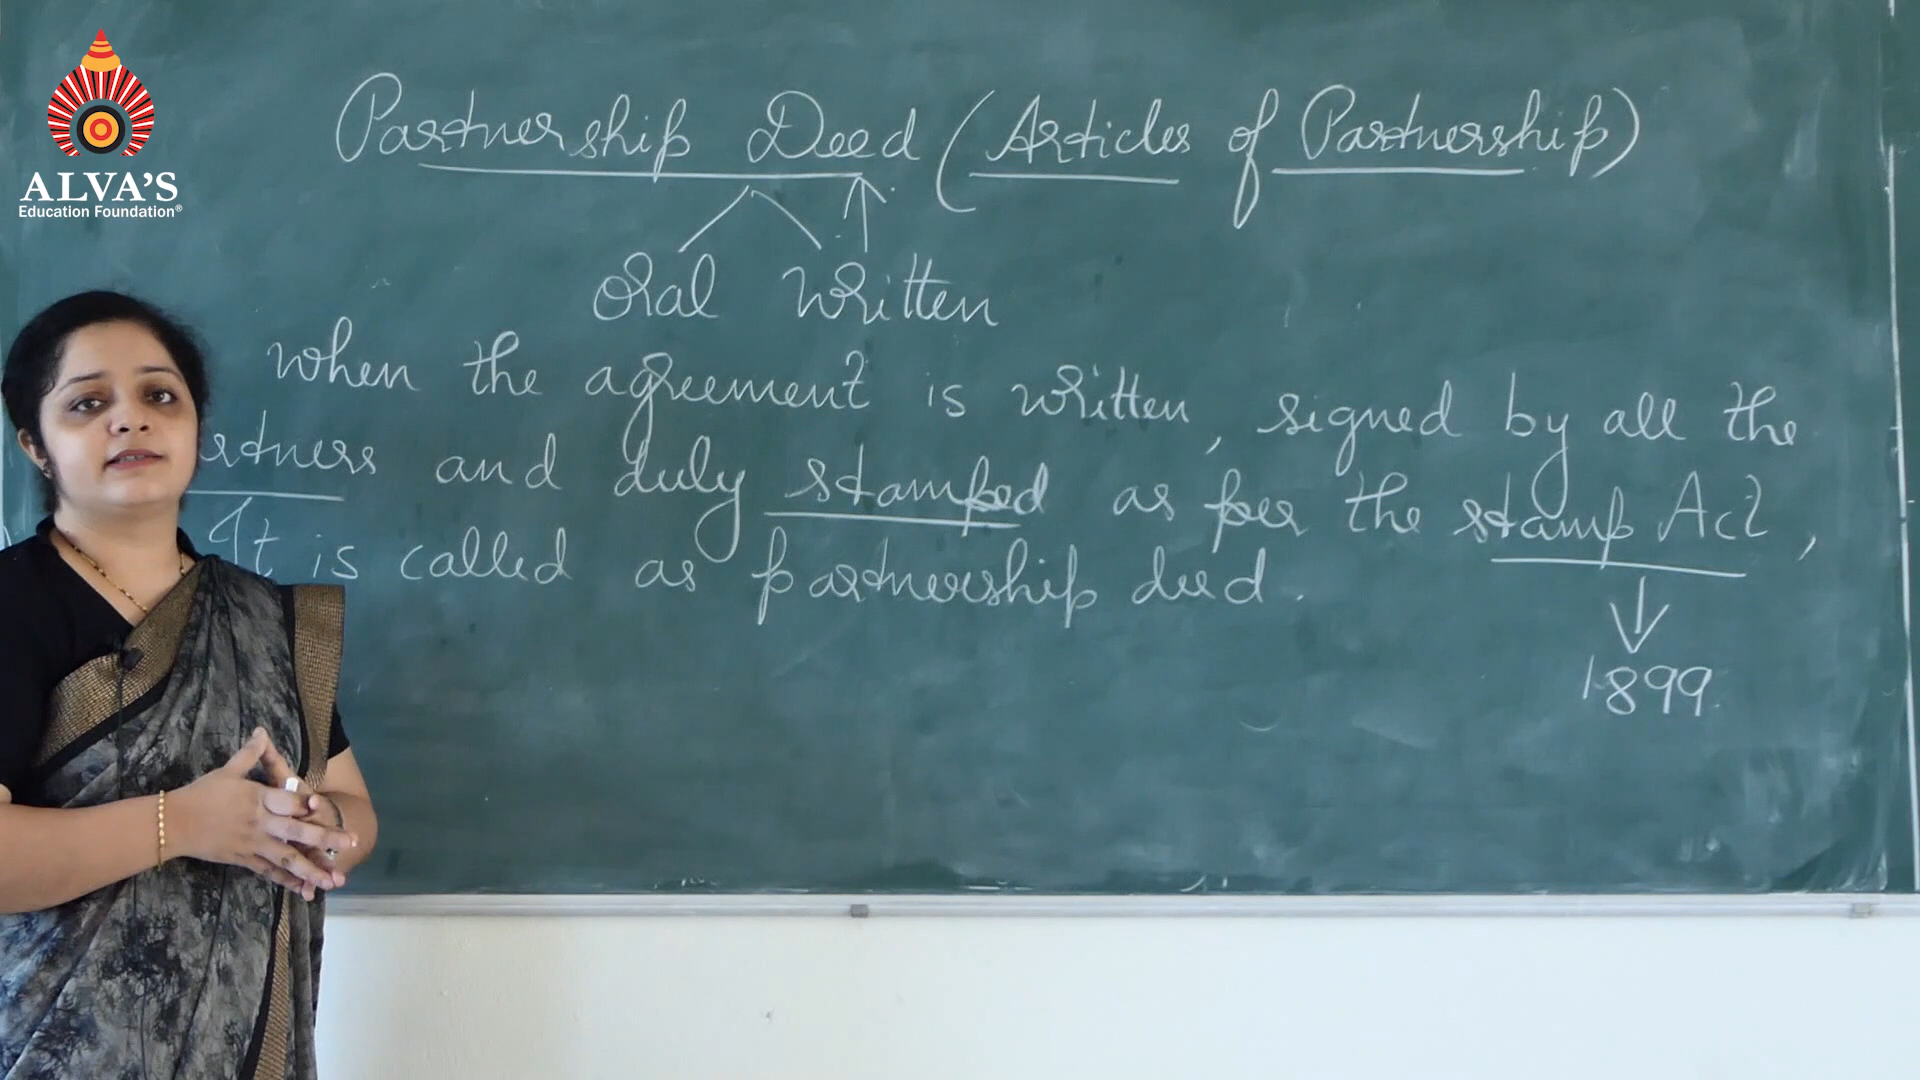 ALVA'S
Education Foundation®
Partnership Deed (Articles of Partnership)
Oral Written
when the agreement is written, signed by all the
rtners and duly stamped as per the stamp Act,
It is called as partnership deed.
1899